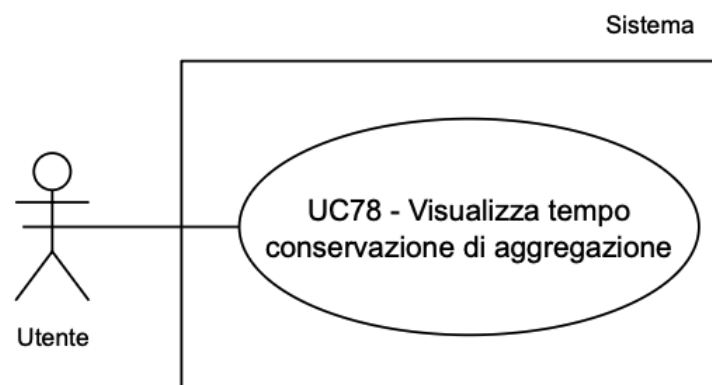 Sistema
UC78 - Visualizza tempo
conservazione di aggregazione
Utente